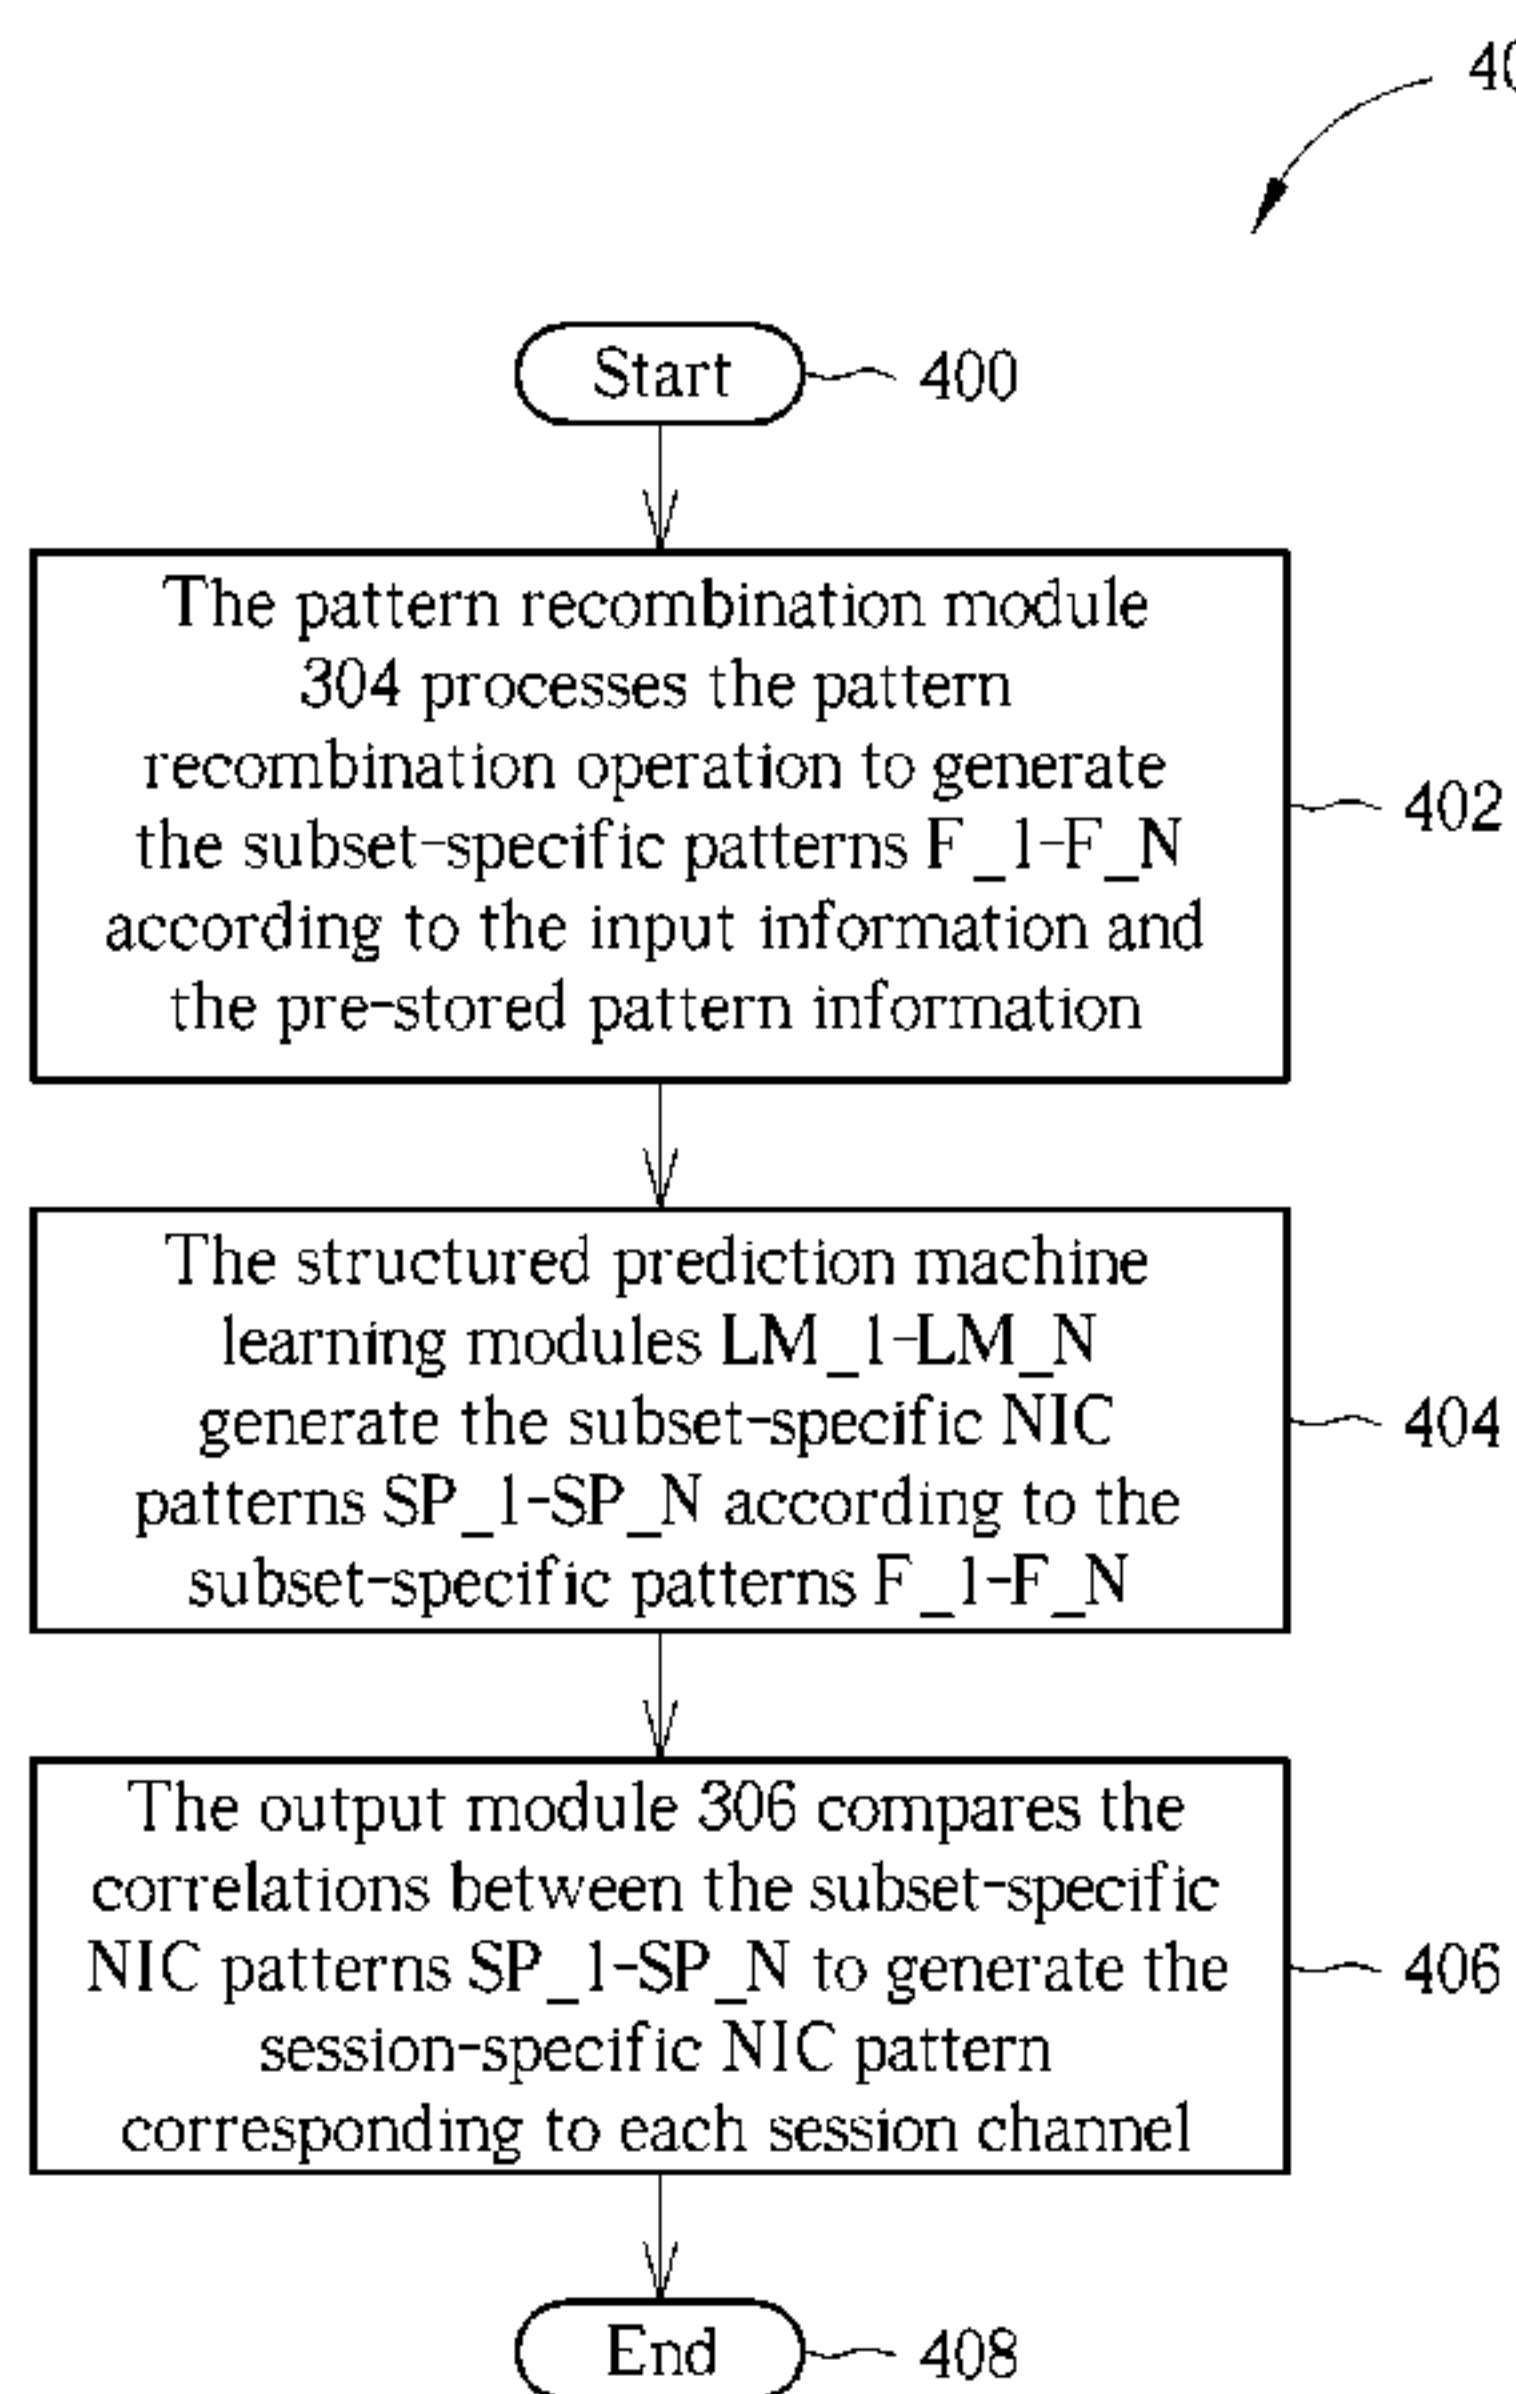 Start
400
The pattern recombination module
304 processes the pattern
recombination operation to generate
the subset-specific patterns F_1-F_N
according to the input information and
the pre-stored pattern information
402
The structured prediction machine
learning modules LM_1-LM_N
generate the subset-specific NIC
patterns SP_1-SP_N according to the
subset-specific patterns F_1-F_N
404
The output module 306 compares the
correlations between the subset-specific
NIC patterns SP_1-SP_N to generate the
session-specific NIC pattern
corresponding to each session channel
406
End
408